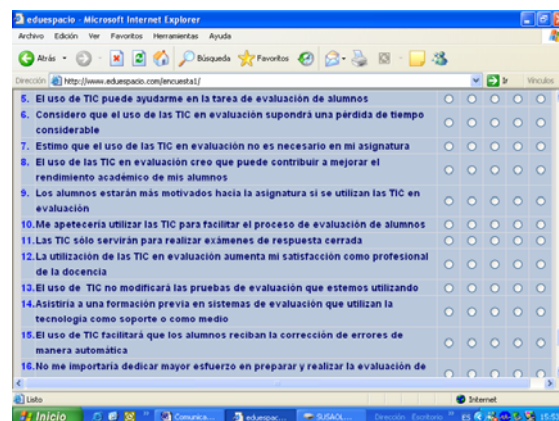 eduespacio - Microsoft Internet Explorer
Archivo Edición Ver Favoritos Herramientas Ayuda
Atrás Búsqueda Favoritos
Dirección http://www.eduespacio.com/encuesta1/ Ir Vínculos
5. El uso de TIC puede ayudarme en la tarea de evaluación de alumnos
6. Considero que el uso de las TIC en evaluación supondrá una pérdida de tiempo
considerable
7. Estimo que el uso de las TIC en evaluación no es necesario en mi asignatura
8. El uso de las TIC en evaluación creo que puede contribuir a mejorar el
rendimiento académico de mis alumnos
9. Los alumnos estarán más motivados hacia la asignatura si se utilizan las TIC en
evaluación
10. Me apetecería utilizar las TIC para facilitar el proceso de evaluación de alumnos
11. Las TIC sólo servirán para realizar exámenes de respuesta cerrada
12. La utilización de las TIC en evaluación aumenta mi satisfacción como profesional
de la docencia
13. El uso de TIC no modificará las pruebas de evaluación que estemos utilizando
14. Asistiría a una formación previa en sistemas de evaluación que utilizan la
tecnología como soporte o como medio
15. El uso de TIC facilitará que los alumnos reciban la corrección de errores de
manera automática
16. No me importaría dedicar mayor esfuerzo en preparar y realizar la evaluación de
Listo Internet
Inicio Comunica... eduespac... SUSAOL... Dirección Escritorio ES 15:53